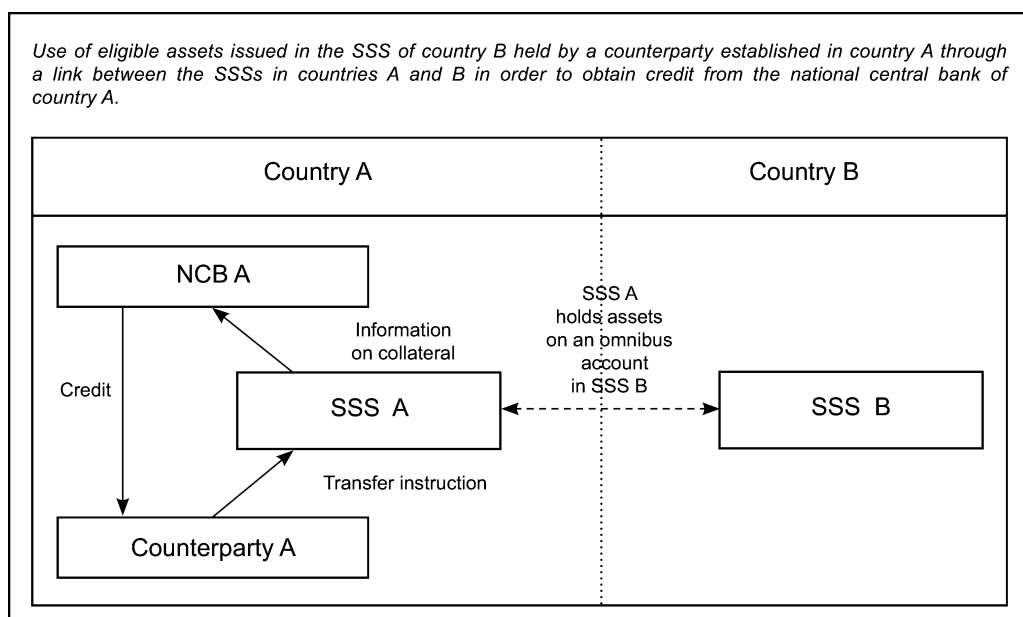 Use of eligible assets issued in the SSS of country B held by a counterparty established in country A through
a link between the SSSs in countries A and B in order to obtain credit from the national central bank of
country A.
Country A
Country B
NCB A
SSS A
holds assets
on an omnibus
account
in SSS B
Information
on collateral
Credit
SSS A
SSS B
Transfer instruction
Counterparty A